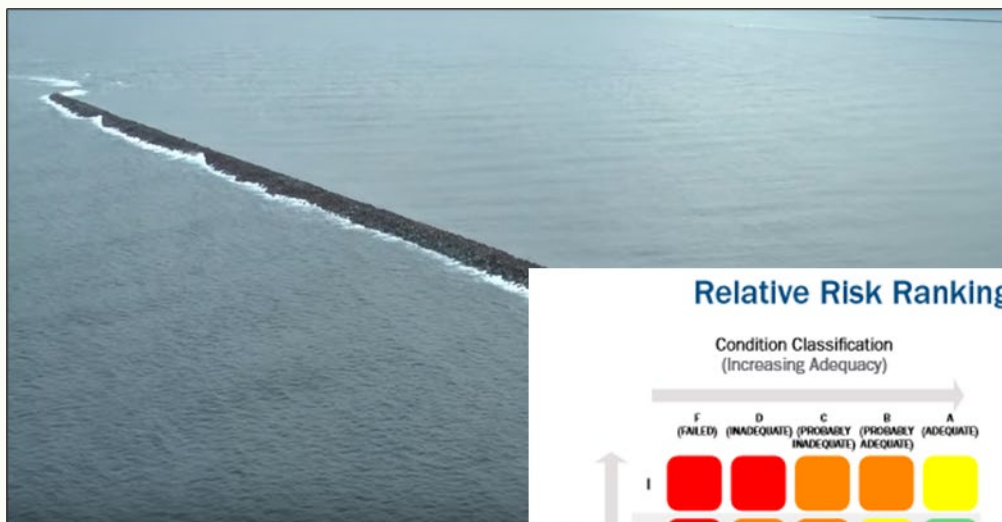 Relative Risk Ranking
Condition Classification
(Increasing Adequacy)
F D C B A
(FAILED) (INADEQUATE) (PROBABLY (PROBABLY (ADEQUATE)
INADEQUATE) ADEQUATE)
I